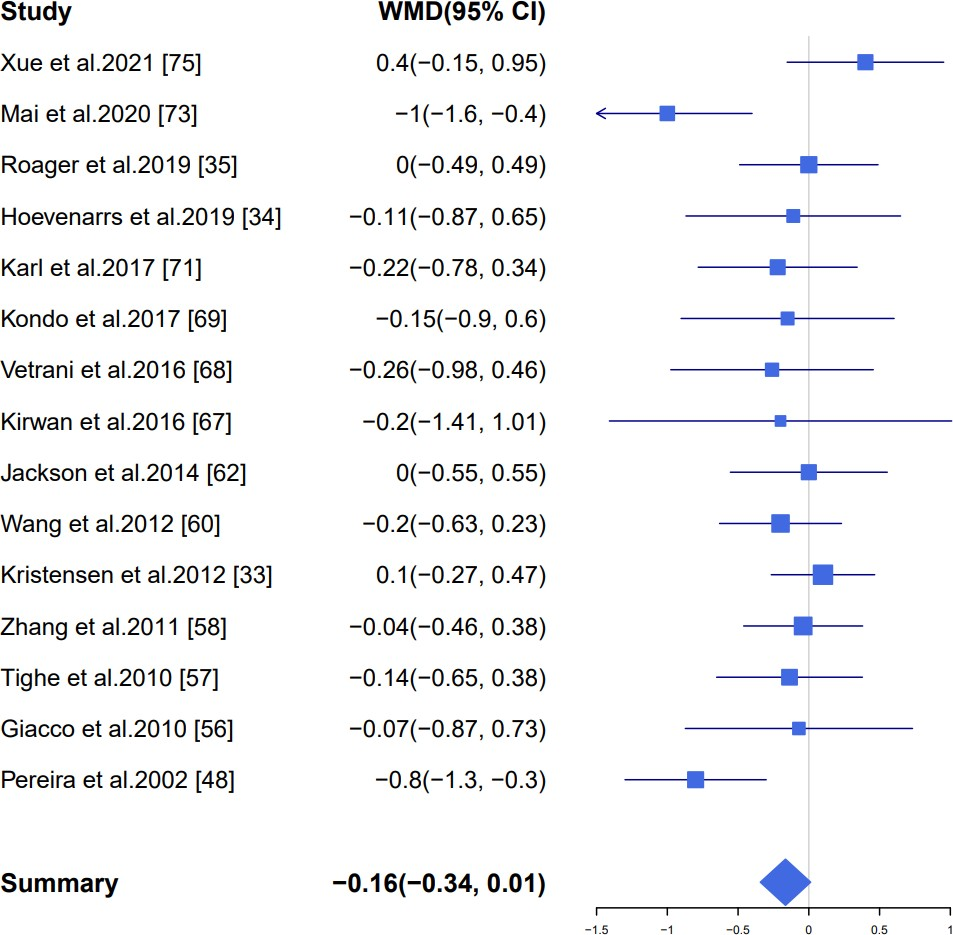 Study WMD(95% CI)
Xue et al.2021 [75] 0.4(−0.15, 0.95)
Mai et al.2020 [73] −1(−1.6, −0.4)
Roager et al.2019 [35] 0(−0.49, 0.49)
Hoevenarrs et al.2019 [34] −0.11(−0.87, 0.65)
Karl et al.2017 [71] −0.22(−0.78, 0.34)
Kondo et al.2017 [69] −0.15(−0.9, 0.6)
Vetrani et al.2016 [68] −0.26(−0.98, 0.46)
Kirwan et al.2016 [67] −0.2(−1.41, 1.01)
Jackson et al.2014 [62] 0(−0.55, 0.55)
Wang et al.2012 [60] −0.2(−0.63, 0.23)
Kristensen et al.2012 [33] 0.1(−0.27, 0.47)
Zhang et al.2011 [58] −0.04(−0.46, 0.38)
Tighe et al.2010 [57] −0.14(−0.65, 0.38)
Giacco et al.2010 [56] −0.07(−0.87, 0.73)
Pereira et al.2002 [48] −0.8(−1.3, −0.3)
Summary −0.16(−0.34, 0.01)
−1.5 −1 −0.5 0 0.5 1